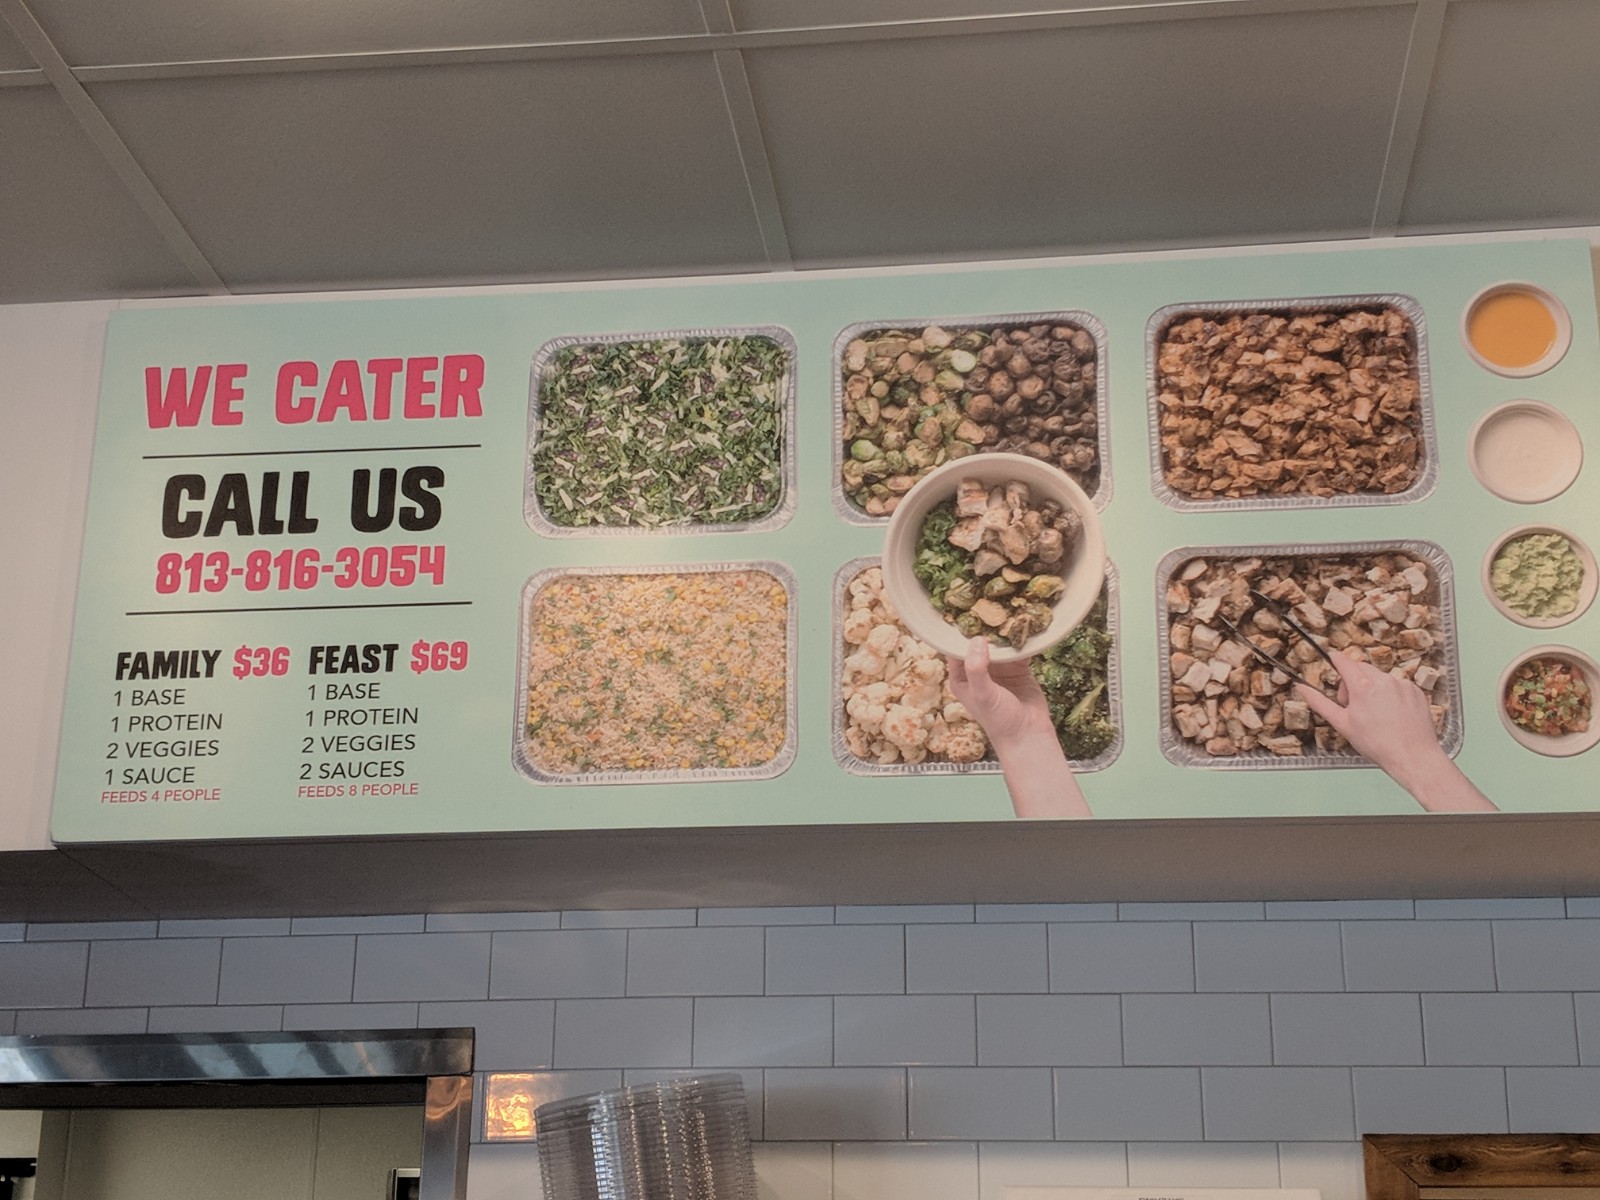 WE CATER
CALL US
813-816-3054
FAMILY $36
1 BASE
1 PROTEIN
2 VEGGIES
1 SAUCE
FEEDS 4 PEOPLE
FEAST $69
1 BASE
1 PROTEIN
2 VEGGIES
2 SAUCES
FEEDS 8 PEOPLE